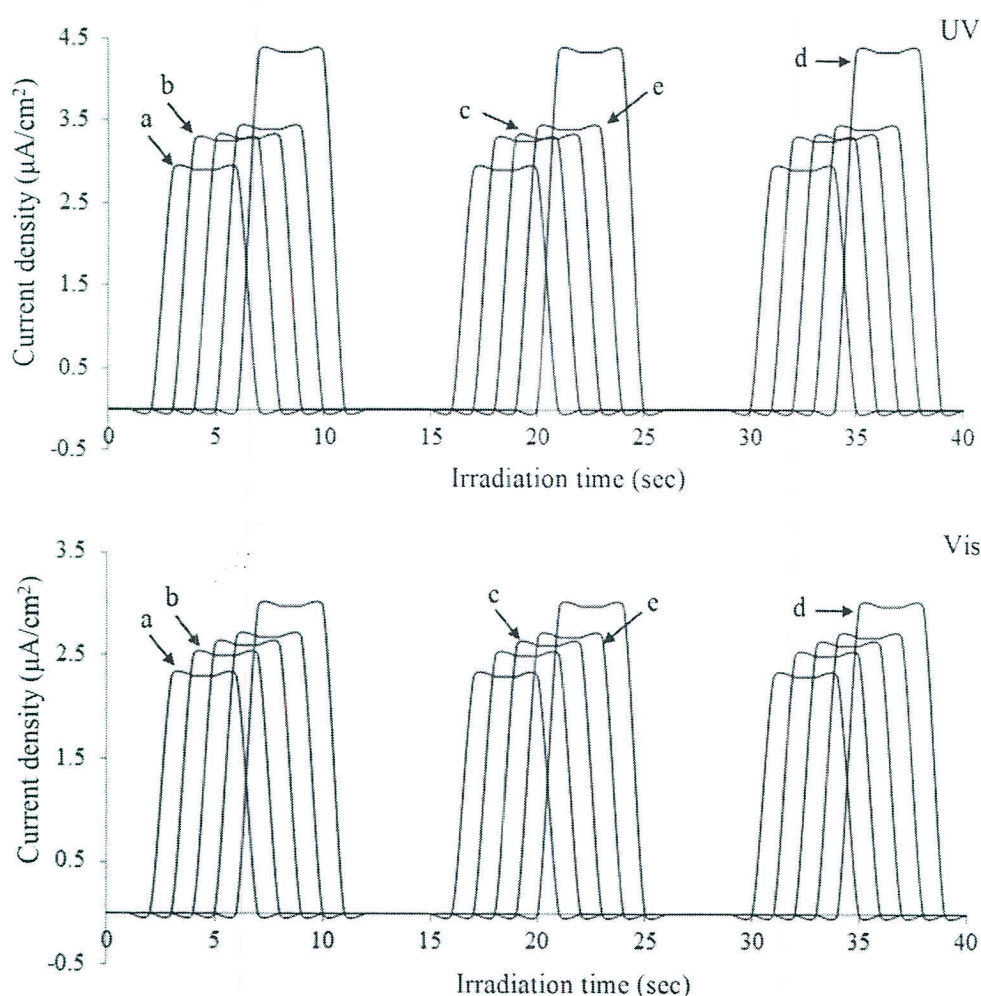 UV
4.5
3.5
2.5
1.5
0.5
-0.5
Current density (µA/cm²)
a
b
c
e
d
0 5 10 15 20 25 30 35 40
Irradiation time (sec)
Vis
3.5
2.5
1.5
0.5
-0.5
Current density (µA/cm²)
a
b
c
e
d
0 5 10 15 20 25 30 35 40
Irradiation time (sec)